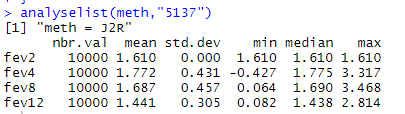 > analyselist(meth,"5137")
[1] "meth = J2R"
nbr.val mean std.dev min median max
fev2 10000 1.610 0.000 1.610 1.610 1.610
fev4 10000 1.772 0.431 -0.427 1.775 3.317
fev8 10000 1.687 0.457 0.064 1.690 3.468
fev12 10000 1.441 0.305 0.082 1.438 2.814